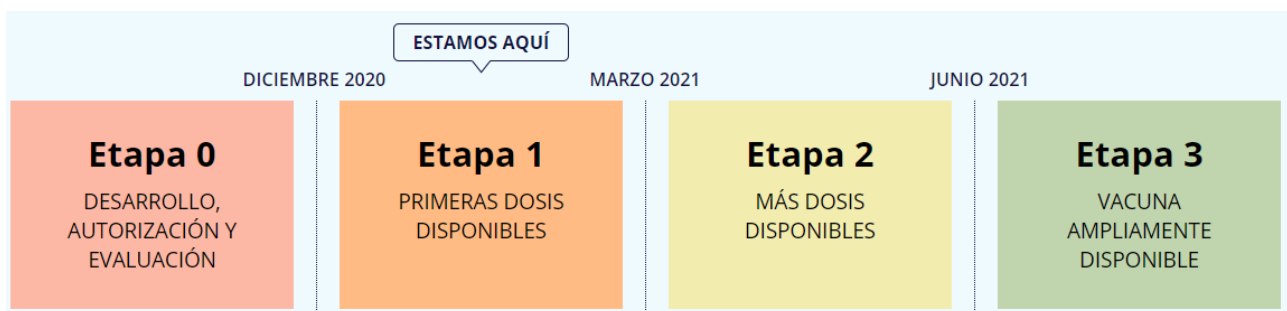 ESTAMOS AQUÍ
DICIEMBRE 2020
MARZO 2021
JUNIO 2021
Etapa 0
DESARROLLO,
AUTORIZACIÓN Y
EVALUACIÓN
Etapa 1
PRIMERAS DOSIS
DISPONIBLES
Etapa 2
MÁS DOSIS
DISPONIBLES
Etapa 3
VACUNA
AMPLIAMENTE
DISPONIBLE